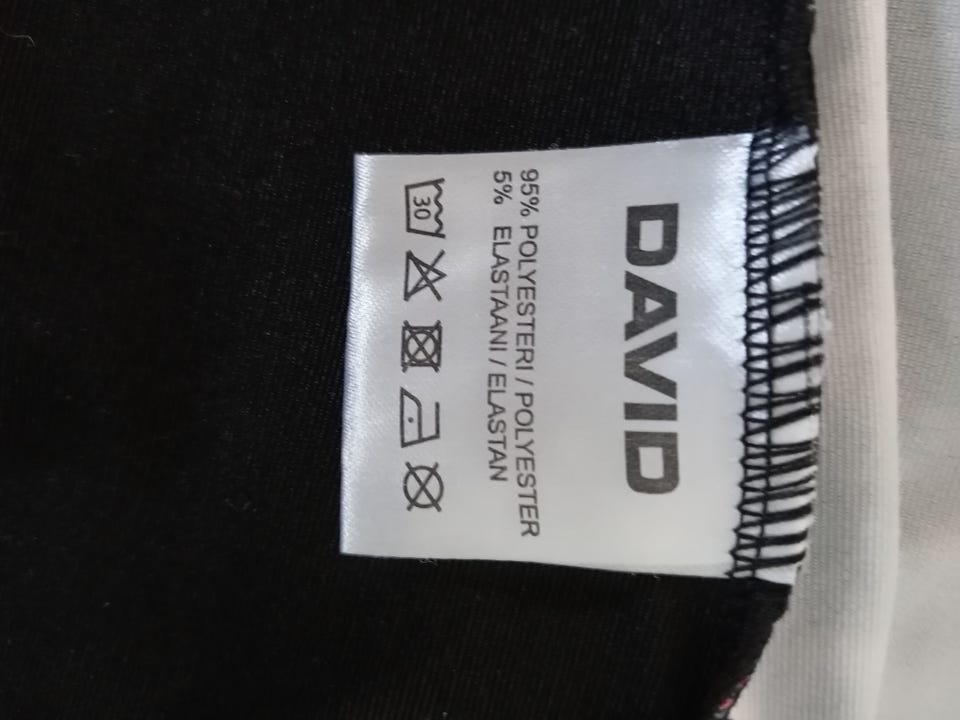 DAVID
95% POLYESTERI / POLYESTER
5% ELASTAANI / ELASTAN
30